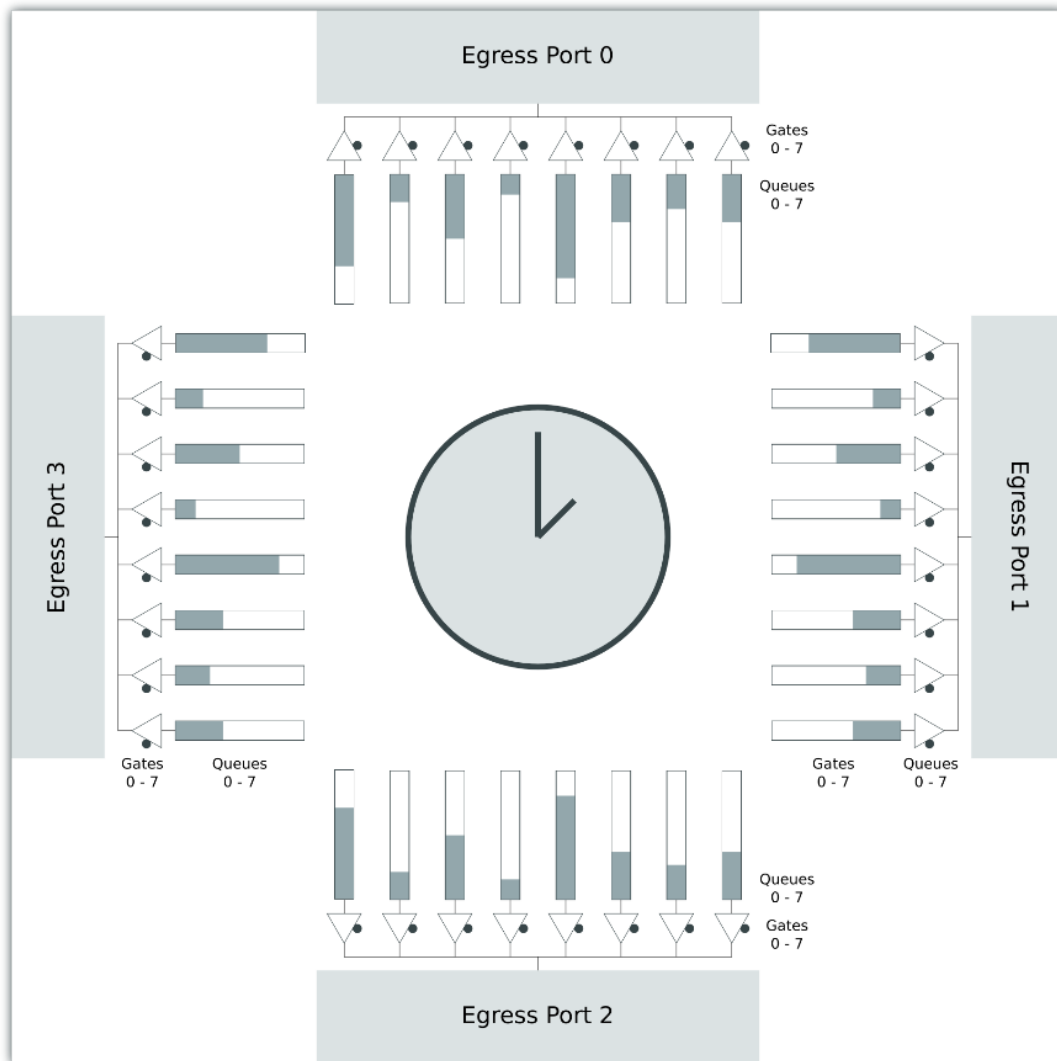 Egress Port 0
Gates
0 - 7
Queues
0 - 7
Egress Port 3
Egress Port 1
Gates
0 - 7
Queues
0 - 7
Gates
0 - 7
Queues
0 - 7
Queues
0 - 7
Gates
0 - 7
Egress Port 2